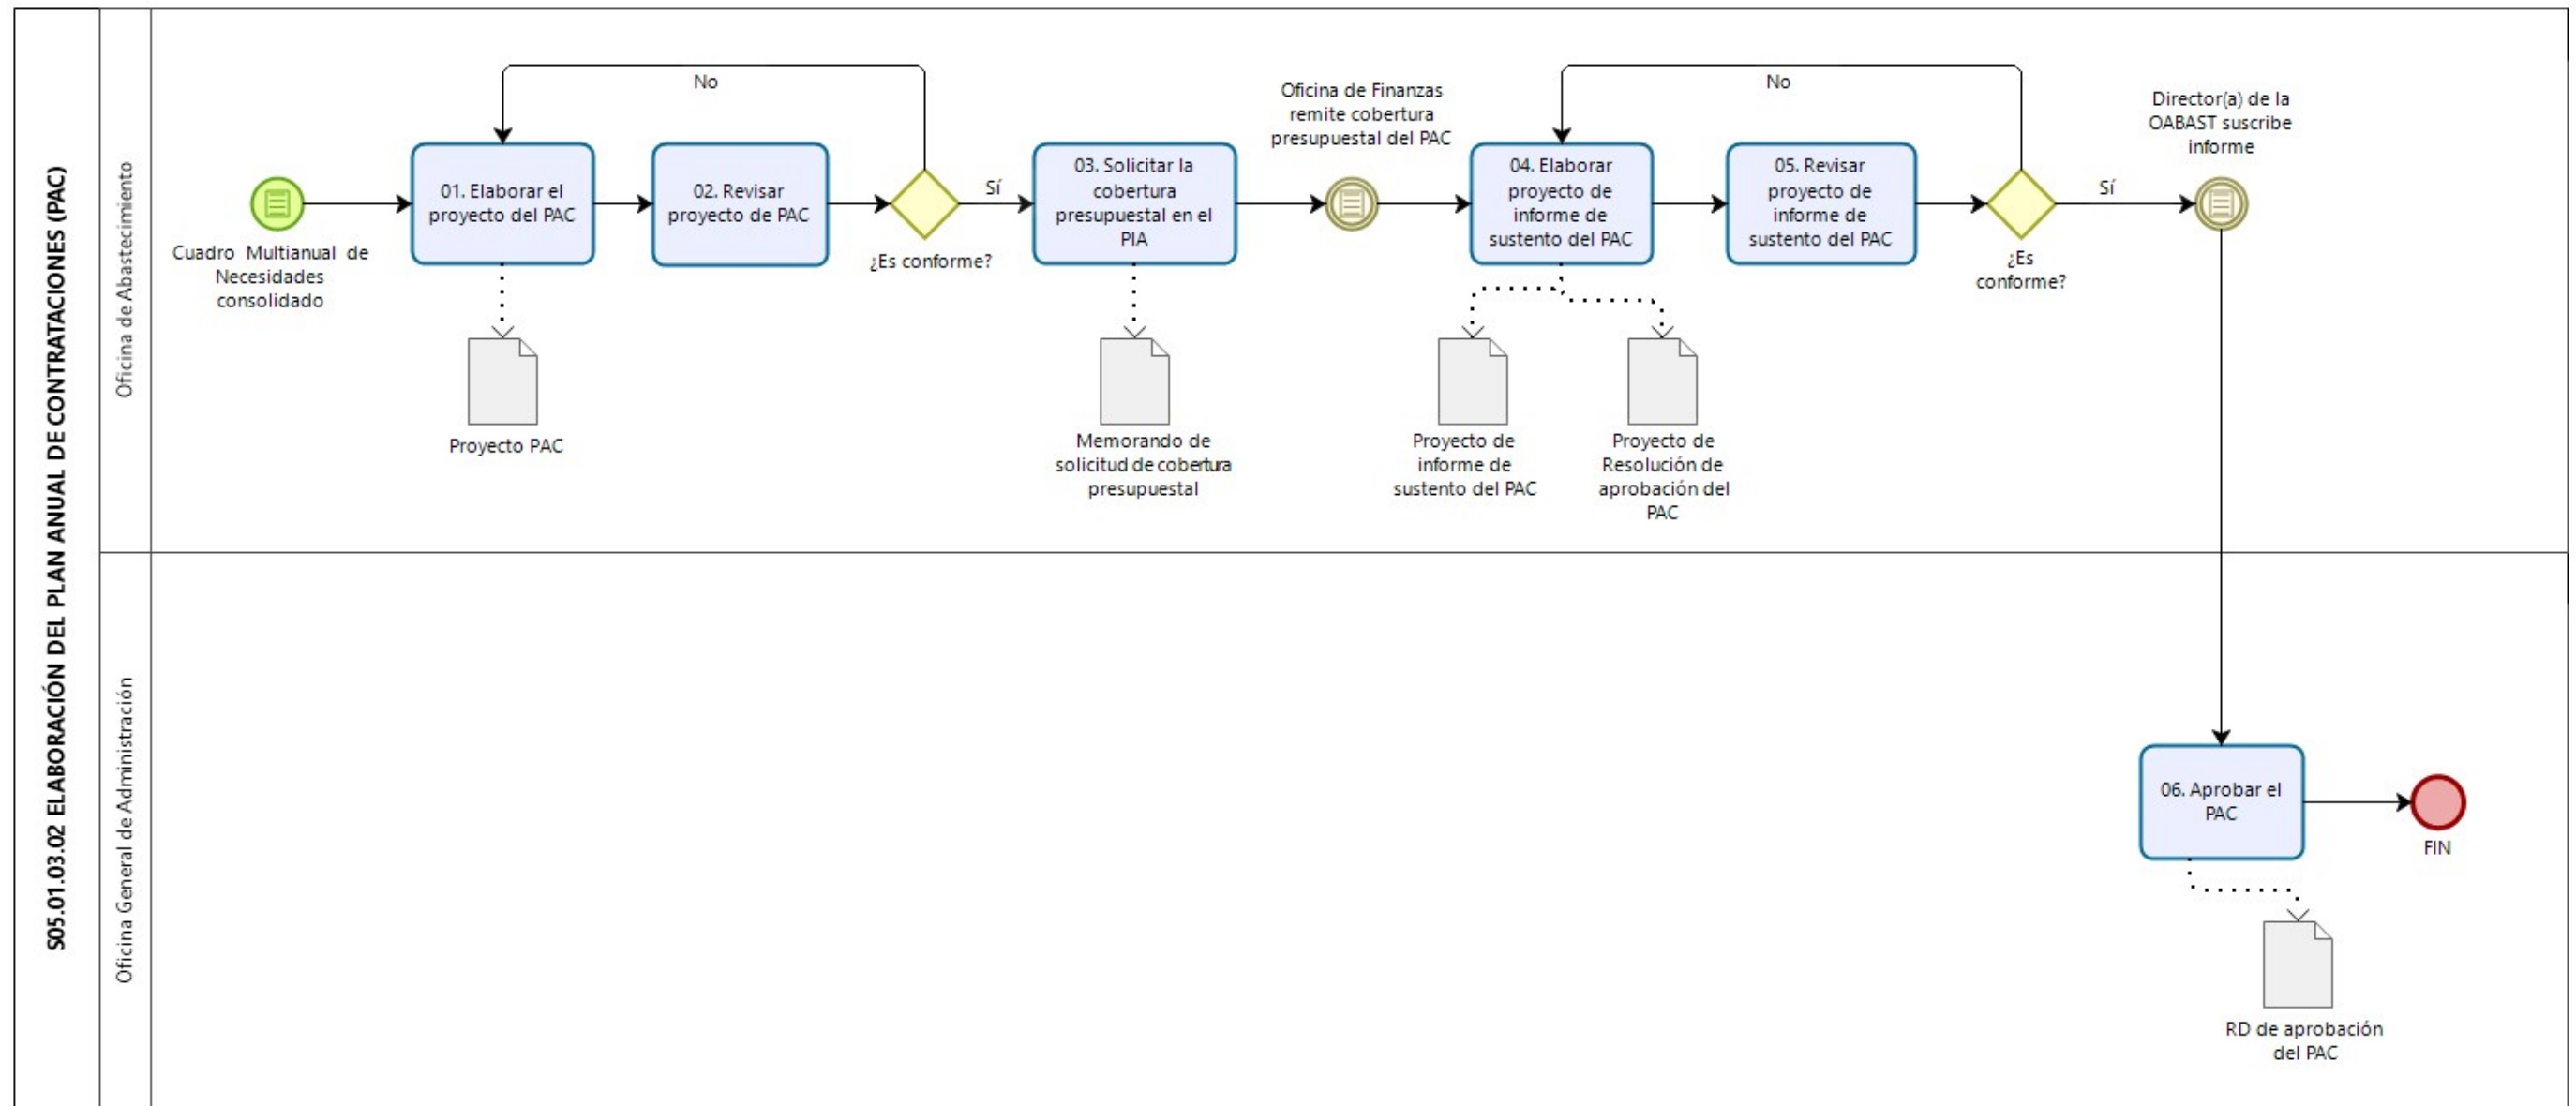 S05.01.03.02 ELABORACIÓN DEL PLAN ANUAL DE CONTRATACIONES (PAC)
Oficina de Abastecimiento
Cuadro Multianual de
Necesidades
consolidado
01. Elaborar el
proyecto del PAC
Proyecto PAC
02. Revisar
proyecto de PAC
No
¿Es conforme?
Sí
03. Solicitar la
cobertura
presupuestal en el
PIA
Memorando de
solicitud de cobertura
presupuestal
Oficina de Finanzas
remite cobertura
presupuestal del PAC
04. Elaborar
proyecto de
informe de
sustento del PAC
Proyecto de
informe de
sustento del PAC
Proyecto de
Resolución de
aprobación del
PAC
05. Revisar
proyecto de
informe de
sustento del PAC
No
¿Es
conforme?
Sí
Director(a) de la
OABAST suscribe
informe
Oficina General de Administración
06. Aprobar el
PAC
FIN
RD de aprobación
del PAC